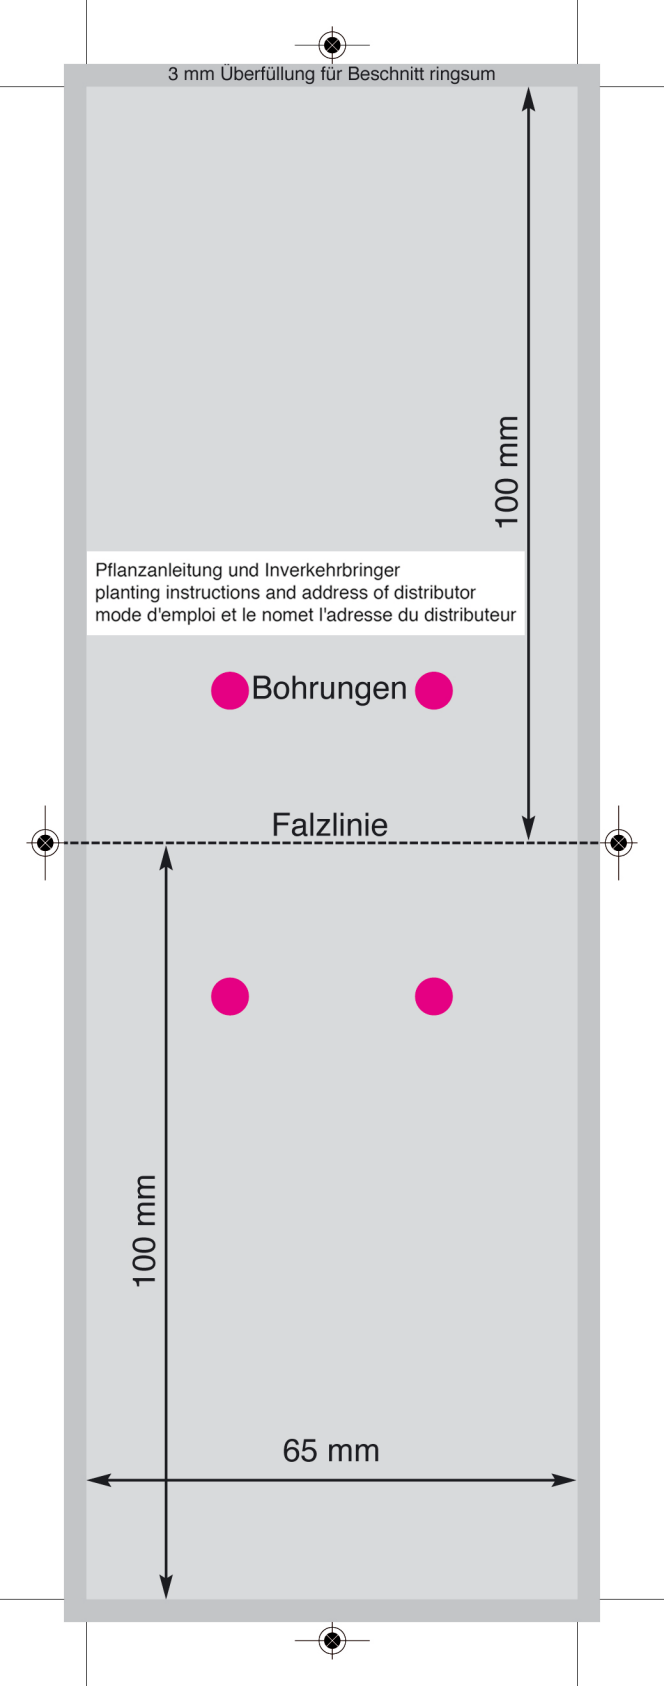 3 mm Überfüllung für Beschnitt ringsum
100 mm
Pflanzanleitung und Inverkehrbringer
planting instructions and address of distributor
mode d'emploi et le nomet l'adresse du distributeur
Bohrungen
Falzlinie
100 mm
65 mm